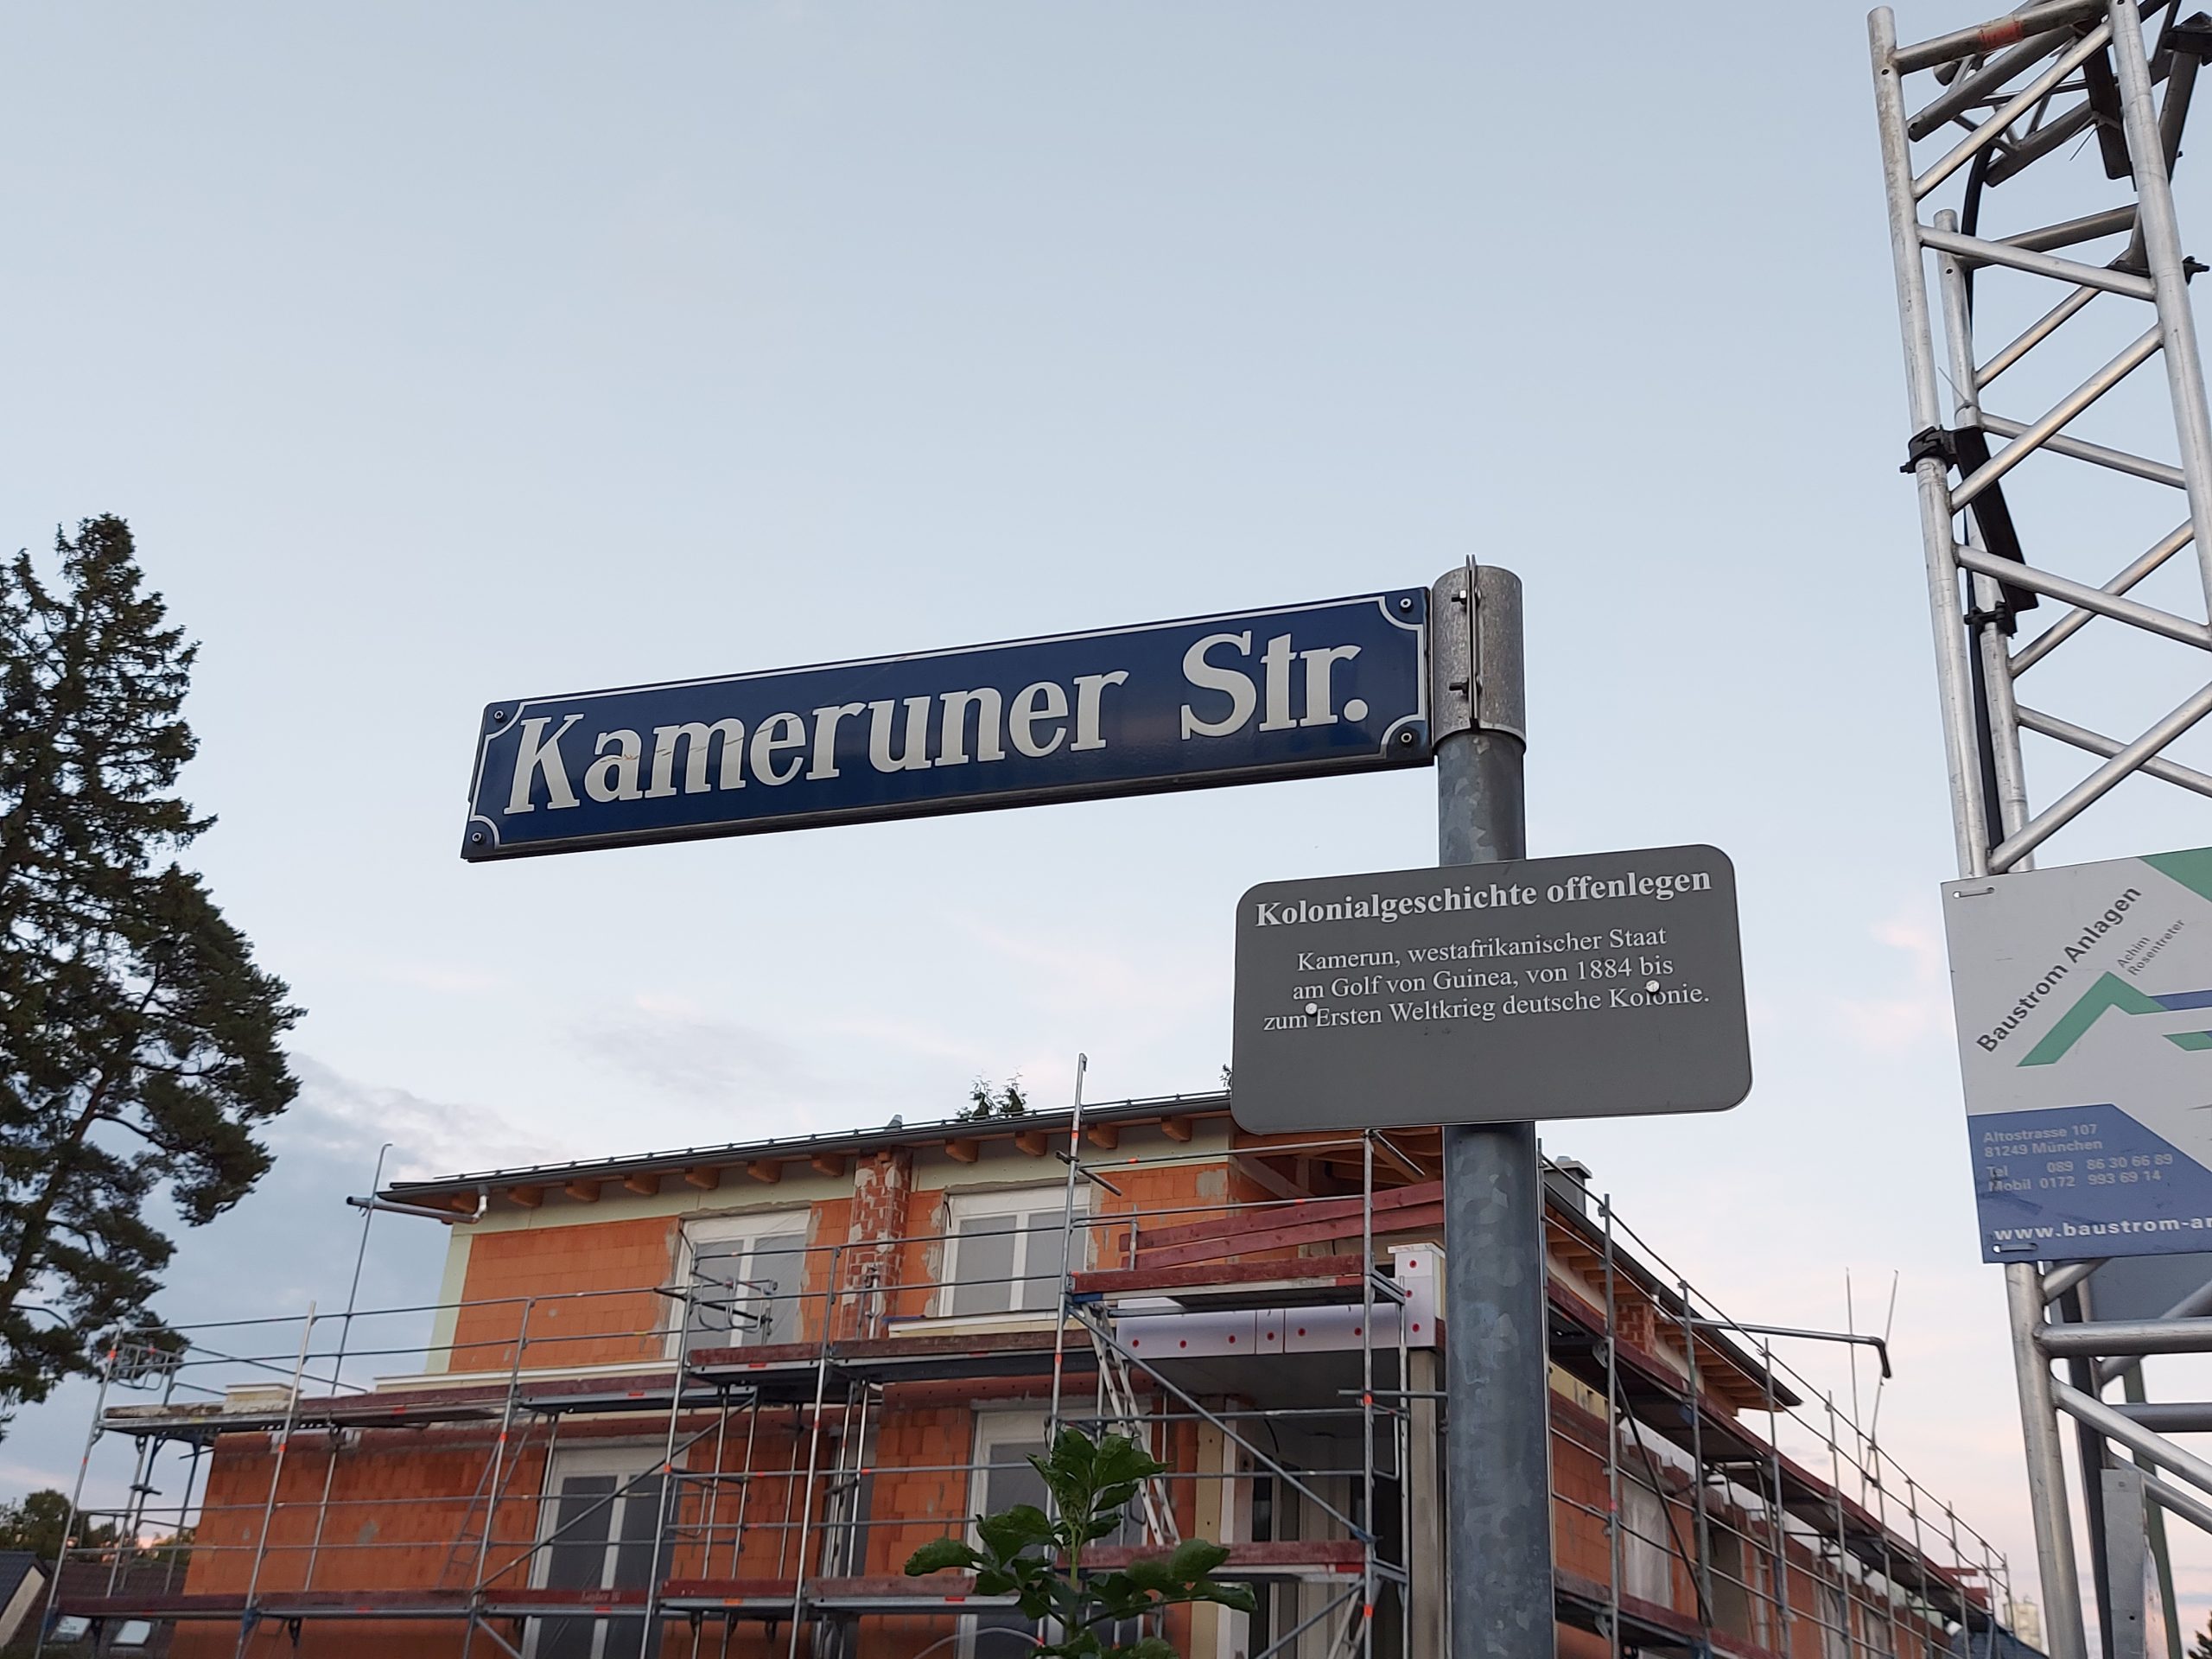 Kameruner Str.
Kolonialgeschichte offenlegen
Kamerun, westafrikanischer Staat
am Golf von Guinea, von 1884 bis
zum Ersten Weltkrieg deutsche Kolonie.
Baustrom Anlagen
Achim
Rosentreter
Altostrasse 107
81249 München
Tel 089 86 30 66 89
Mobil 0172 993 69 14
www.baustrom-an